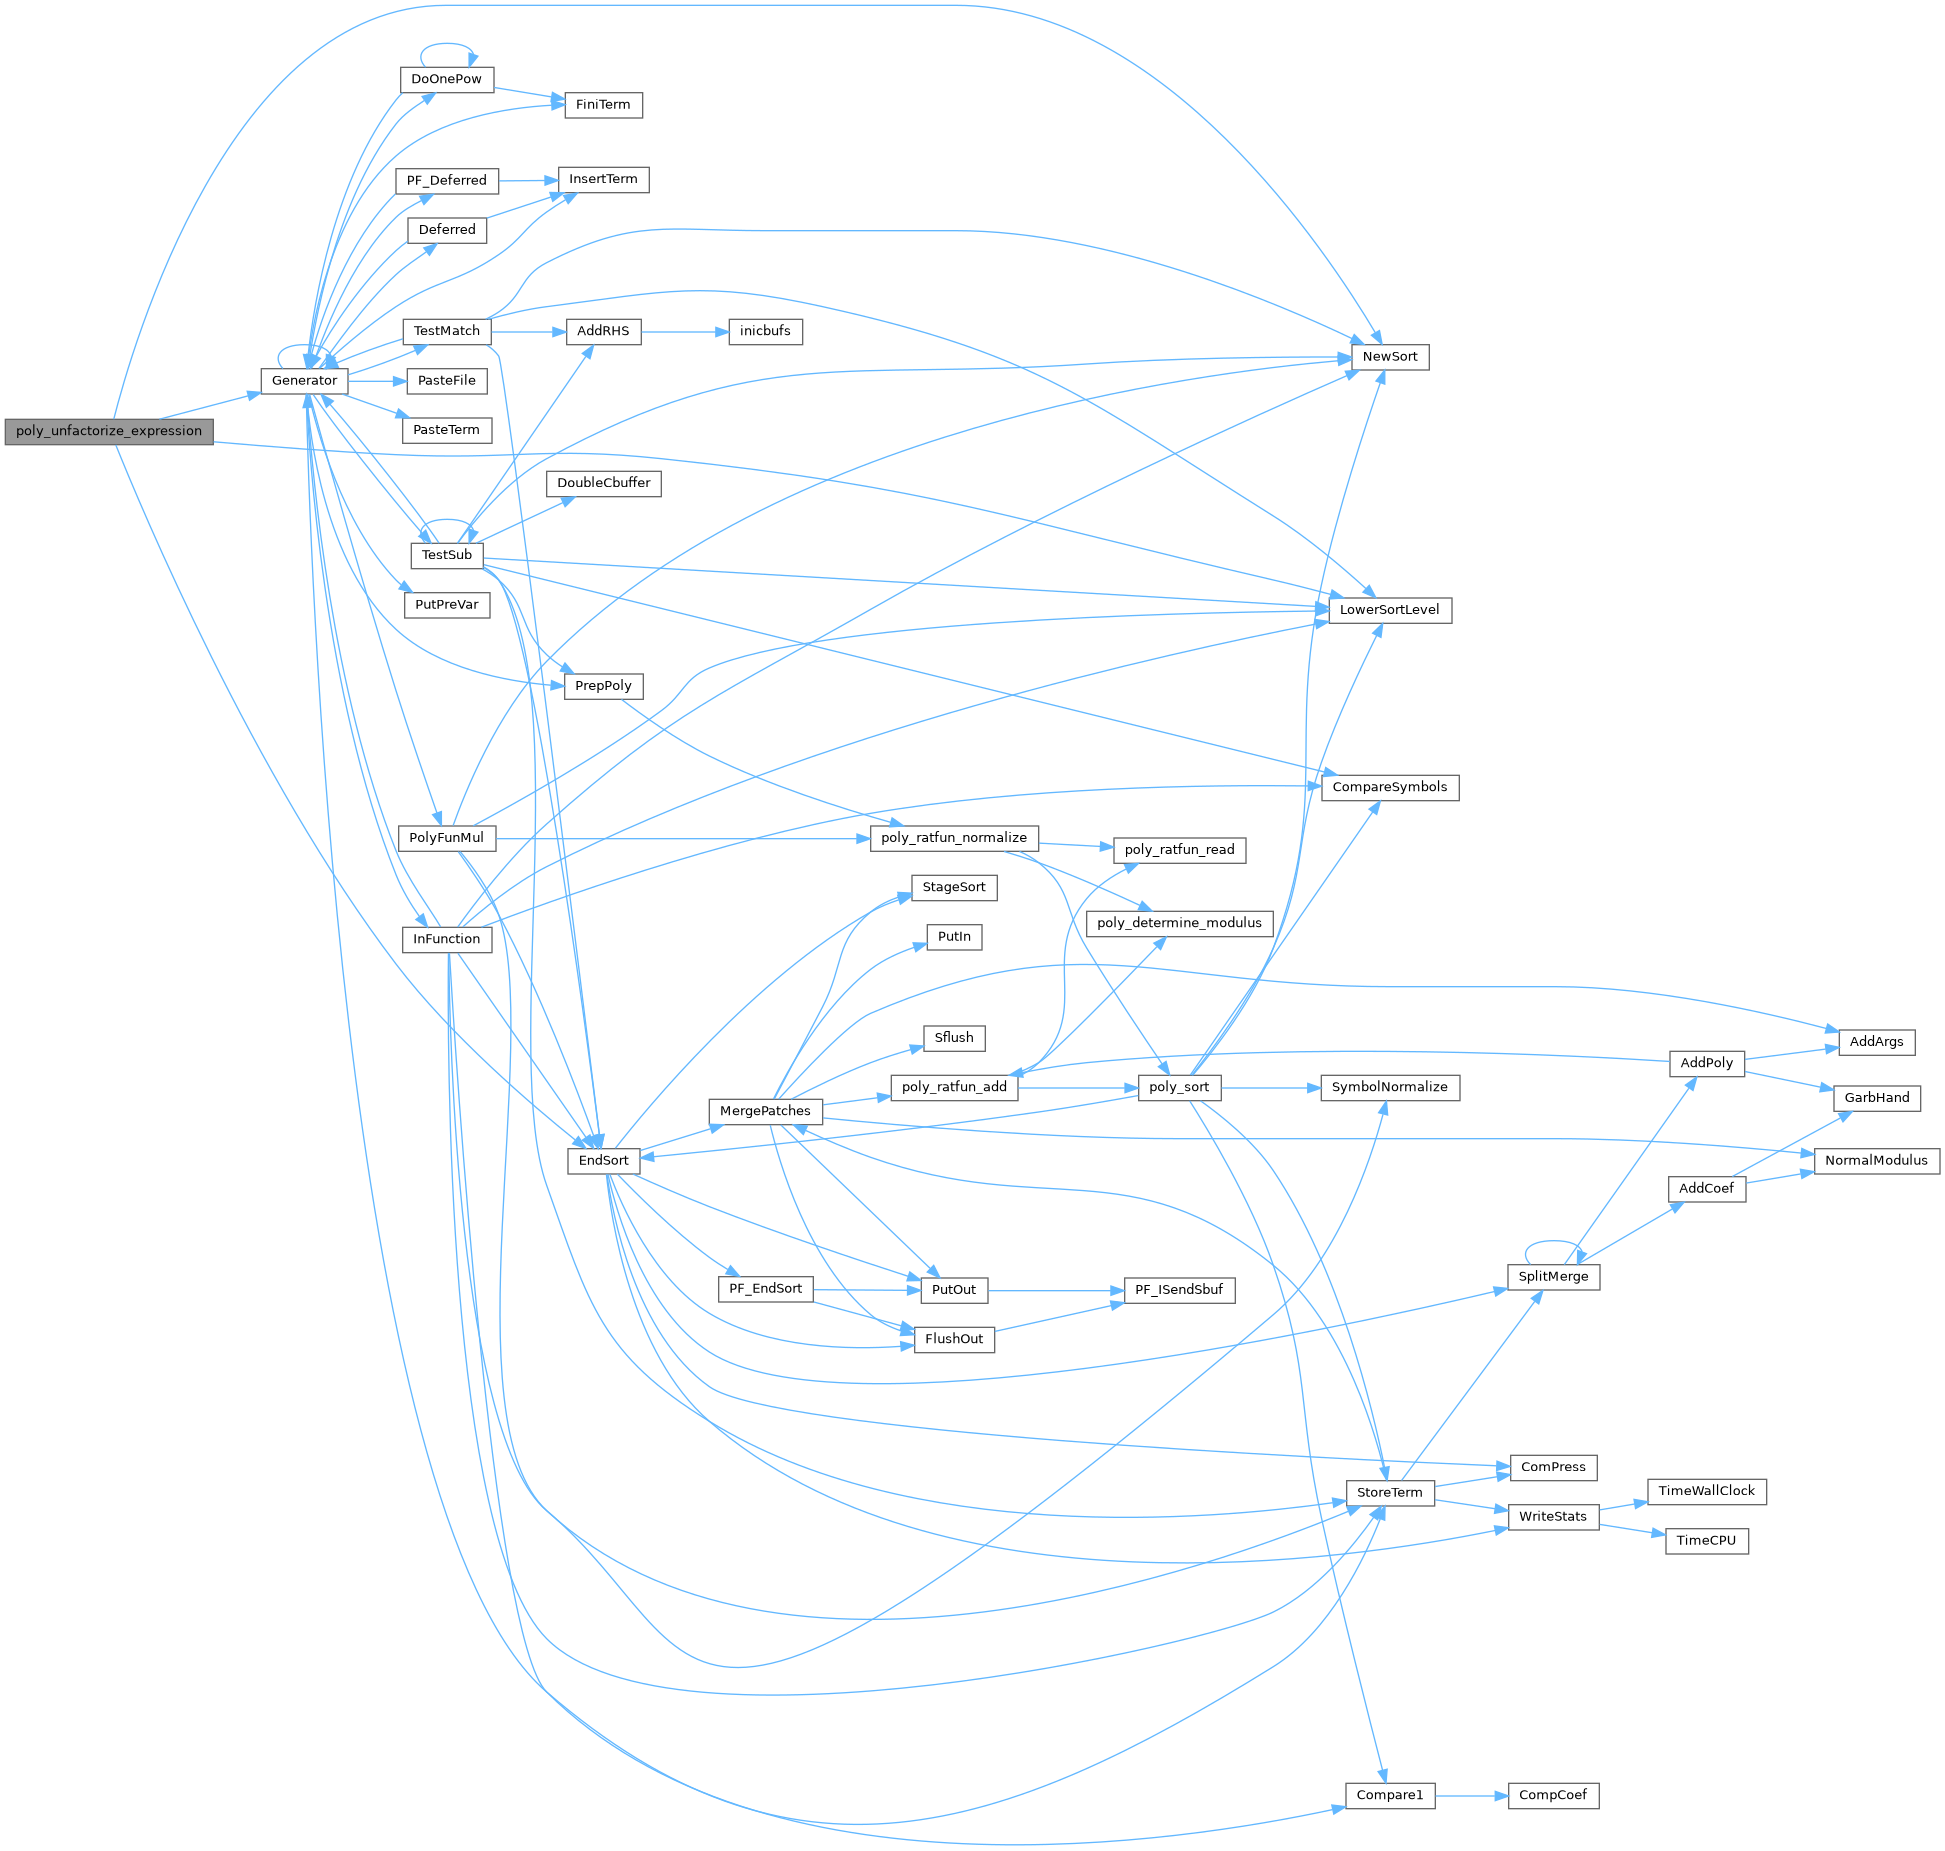 DoOnePow
FiniTerm
PF_Deferred
InsertTerm
Deferred
TestMatch
AddRHS
inicbufs
NewSort
Generator
PasteFile
poly_unfactorize_expression
PasteTerm
DoubleCbuffer
TestSub
PutPreVar
LowerSortLevel
PrepPoly
CompareSymbols
PolyFunMul
poly_ratfun_normalize
poly_ratfun_read
StageSort
poly_determine_modulus
InFunction
PutIn
Sflush
AddArgs
AddPoly
poly_ratfun_add
poly_sort
SymbolNormalize
GarbHand
MergePatches
EndSort
NormalModulus
AddCoef
SplitMerge
PF_EndSort
PutOut
PF_ISendSbuf
FlushOut
ComPress
StoreTerm
TimeWallClock
WriteStats
TimeCPU
Compare1
CompCoef